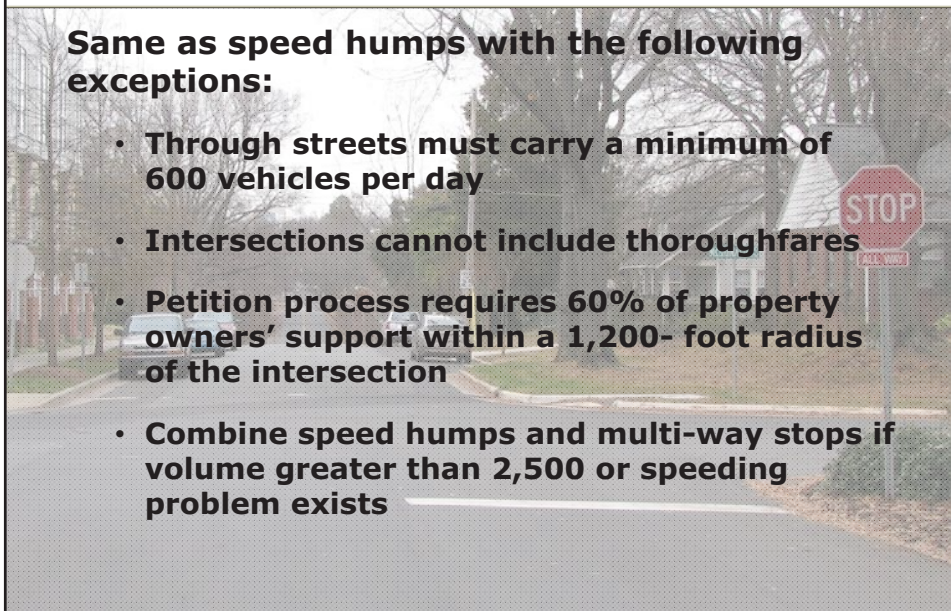 Same as speed humps with the following
exceptions:
• Through streets must carry a minimum of
600 vehicles per day
• Intersections cannot include thoroughfares
• Petition process requires 60% of property
owners’ support within a 1,200- foot radius
of the intersection
• Combine speed humps and multi-way stops if
volume greater than 2,500 or speeding
problem exists
STOP
ALL WAY